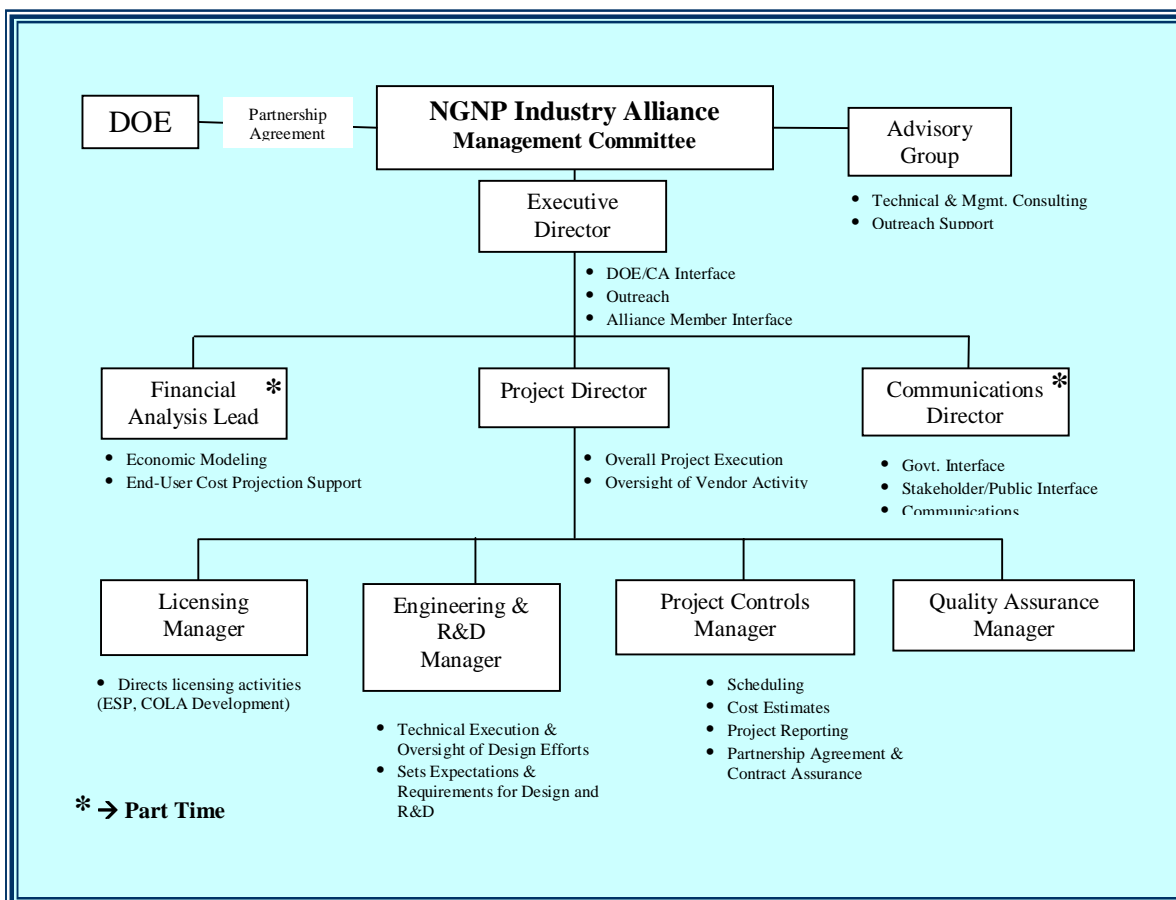 DOE
Partnership
Agreement
NGNP Industry Alliance
Management Committee
Advisory
Group
• Technical & Mgmt. Consulting
• Outreach Support
Executive
Director
• DOE/CA Interface
• Outreach
• Alliance Member Interface
Financial *
Analysis Lead
• Economic Modeling
• End-User Cost Projection Support
Project Director
• Overall Project Execution
• Oversight of Vendor Activity
Communications *
Director
• Govt. Interface
• Stakeholder/Public Interface
• Communications
Licensing
Manager
• Directs licensing activities
(ESP, COLA Development)
Engineering &
R&D
Manager
• Technical Execution &
Oversight of Design Efforts
• Sets Expectations &
Requirements for Design and
R&D
Project Controls
Manager
• Scheduling
• Cost Estimates
• Project Reporting
• Partnership Agreement &
Contract Assurance
Quality Assurance
Manager
* → Part Time